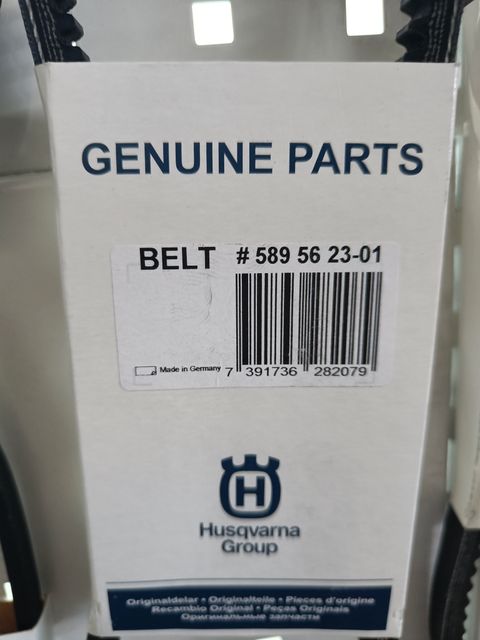 GENUINE PARTS
BELT # 589 56 23-01
Made in Germany 7 391736 282079
H
Husqvarna
Group
Originaldelar • Originalteile • Pieces d'origine
Recambio Original • Peças Originais
Оригинальные запчасти